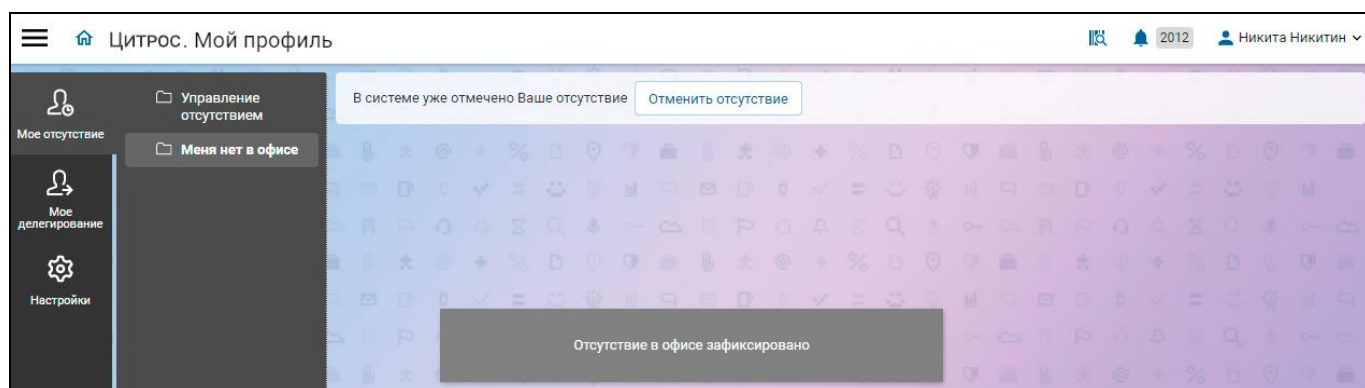 Цитрос. Мой профиль
2012
Никита Никитин
Мое отсутствие
Управление
отсутствием
Меня нет в офисе
Мое
делегирование
Настройки
В системе уже отмечено Ваше отсутствие
Отменить отсутствие
Отсутствие в офисе зафиксировано